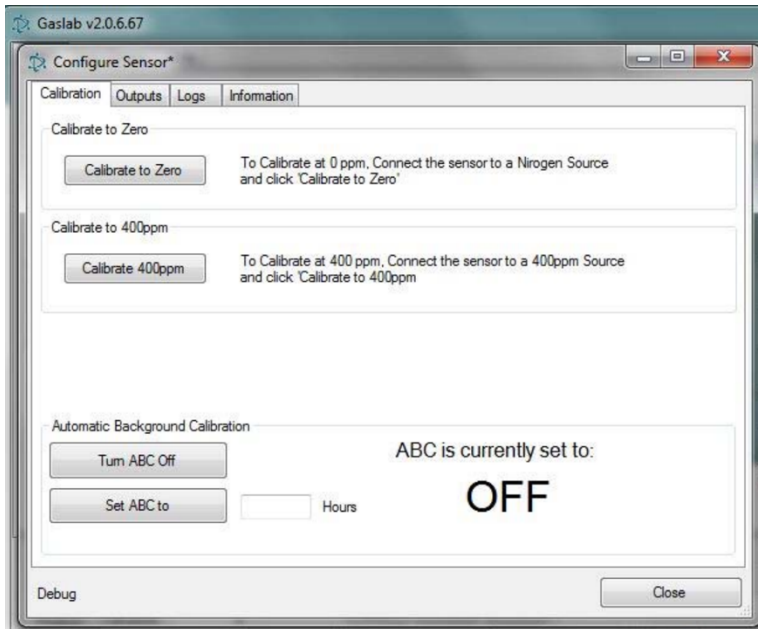 Gaslab v2.0.6.67
Configure Sensor*
Calibration Outputs Logs Information
Calibrate to Zero
Calibrate to Zero
To Calibrate at 0 ppm, Connect the sensor to a Nirogen Source
and click 'Calibrate to Zero'
Calibrate to 400ppm
Calibrate 400ppm
To Calibrate at 400 ppm, Connect the sensor to a 400ppm Source
and click 'Calibrate to 400ppm
Automatic Background Calibration
Turn ABC Off
ABC is currently set to:
OFF
Set ABC to
Hours
Debug
Close